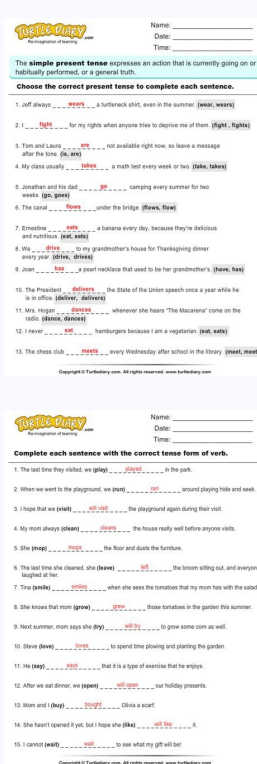 TURTLE DIARY.com
Re-Imagination of learning
Name:
Date:
Time:
The simple present tense expresses an action that is currently going on or
habitually performed, or a general truth.
Choose the correct present tense to complete each sentence.
1. Jeff always wears a turtleneck shirt, even in the summer. (wear, wears)
2. I fight for my rights when anyone tries to deprive me of them. (fight , fights)
3. Tom and Laura are not available right now, so leave a message
after the tone. (is, are)
4. My class usually takes a math test every week or two. (take, takes)
5. Jonathan and his dad go camping every summer for two
weeks. (go, goes)
6. The canal flows under the bridge. (flows, flow)
7. Ernestine eats a banana every day, because they're delicious
and nutritious. (eat, eats)
8. We drive to my grandmother's house for Thanksgiving dinner
every year. (drive, drives)
9. Joan has a pearl necklace that used to be her grandmother's. (have, has)
10. The President delivers the State of the Union speech once a year while he
is in office. (deliver, delivers)
11. Mrs. Hogan dances whenever she hears "The Macarena" come on the
radio. (dance, dances)
12. I never eat hamburgers because I am a vegetarian. (eat, eats)
13. The chess club meets every Wednesday after school in the library. (meet, meet
Copyright © Turtlediary.com. All rights reserved. www.turtlediary.com
TURTLE DIARY.com
Re-Imagination of learning
Name:
Date:
Time:
Complete each sentence with the correct tense form of verb.
1. The last time they visited, we (play) played in the park.
2. When we went to the playground, we (run) ran around playing hide and seek.
3. I hope that we (visit) will visit the playground again during their visit.
4. My mom always (clean) cleans the house really well before anyone visits.
5. She (mop) mops the floor and dusts the furniture.
6. The last time she cleaned, she (leave) left the broom sitting out, and everyon
laughed at her.
7. Tina (smile) smiles when she sees the tomatoes that my mom has with the salad
8. She knows that mom (grow) grew those tomatoes in the garden this summer.
9. Next summer, mom says she (try) will try to grow some corn as well.
10. Steve (love) loves to spend time plowing and planting the garden.
11. He (say) says that it is a type of exercise that he enjoys.
12. After we eat dinner, we (open) will open our holiday presents.
13. Mom and I (buy) bought Olivia a scarf.
14. She hasn't opened it yet, but I hope she (like) will like it.
15. I cannot (wait) wait to see what my gift will be!
Copyright © Turtlediary.com. All rights reserved. www.turtlediary.com